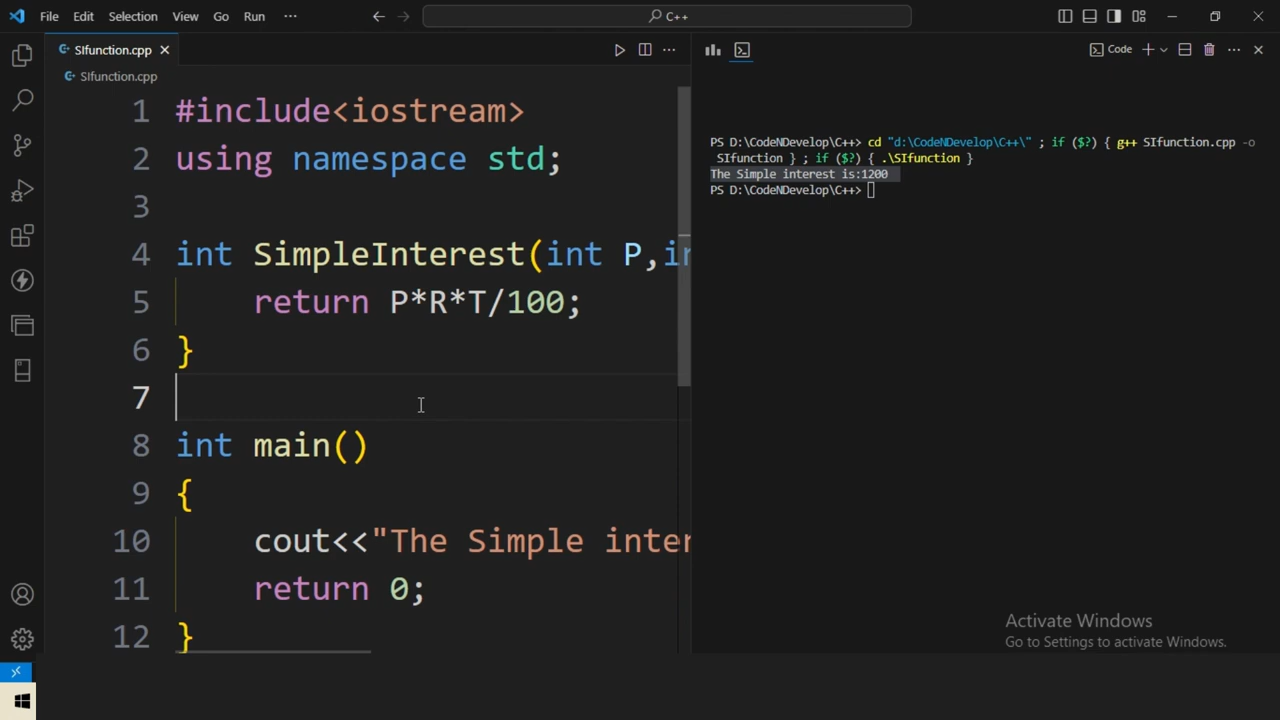 File Edit Selection View Go Run ···
C++
SIfunction.cpp
SIfunction.cpp
1 #include<iostream>
2 using namespace std;
3
4 int SimpleInterest(int P,in
5 return P*R*T/100;
6 }
7
8 int main()
9 {
10 cout<<"The Simple inter
11 return 0;
12 }
Code
PS D:\CodeNDevelop\C++> cd "d:\CodeNDevelop\C++\" ; if ($?) { g++ SIfunction.cpp -o
SIfunction } ; if ($?) { .\SIfunction }
The Simple interest is:1200
PS D:\CodeNDevelop\C++>
Activate Windows
Go to Settings to activate Windows.